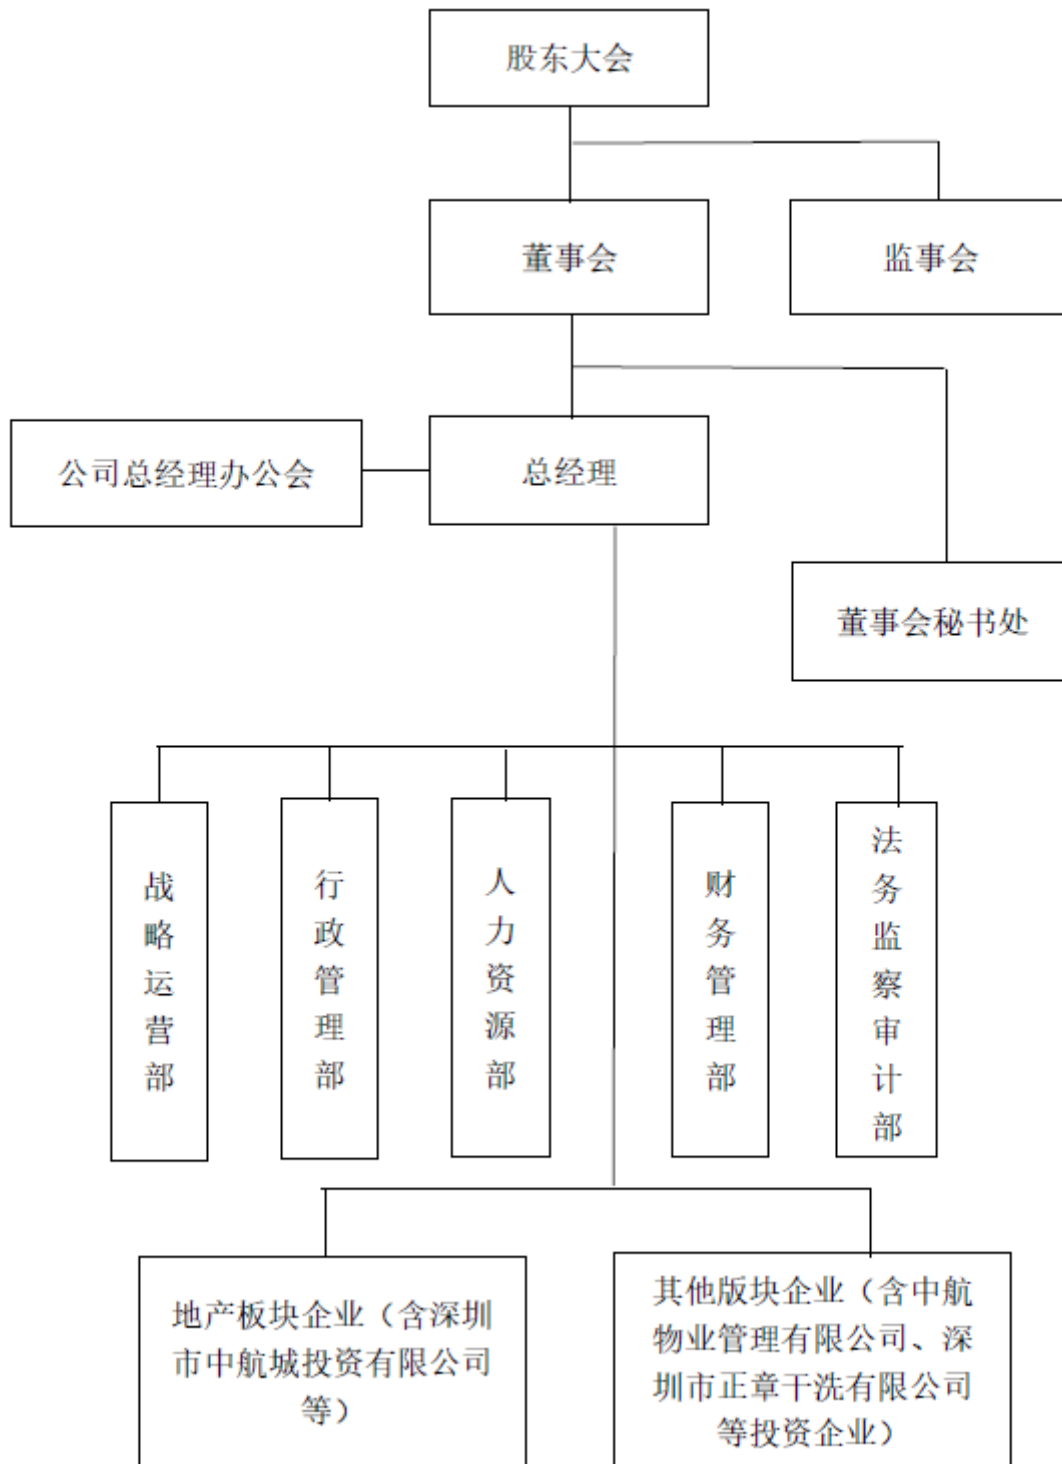 股东大会
董事会
监事会
公司总经理办公会
总经理
董事会秘书处
战略运营部
行政管理部
人力资源部
财务管理部
法务监察审计部
地产板块企业（含深圳
市中航城投资有限公司
等）
其他版块企业（含中航
物业管理有限公司、深
圳市正章干洗有限公司
等投资企业）